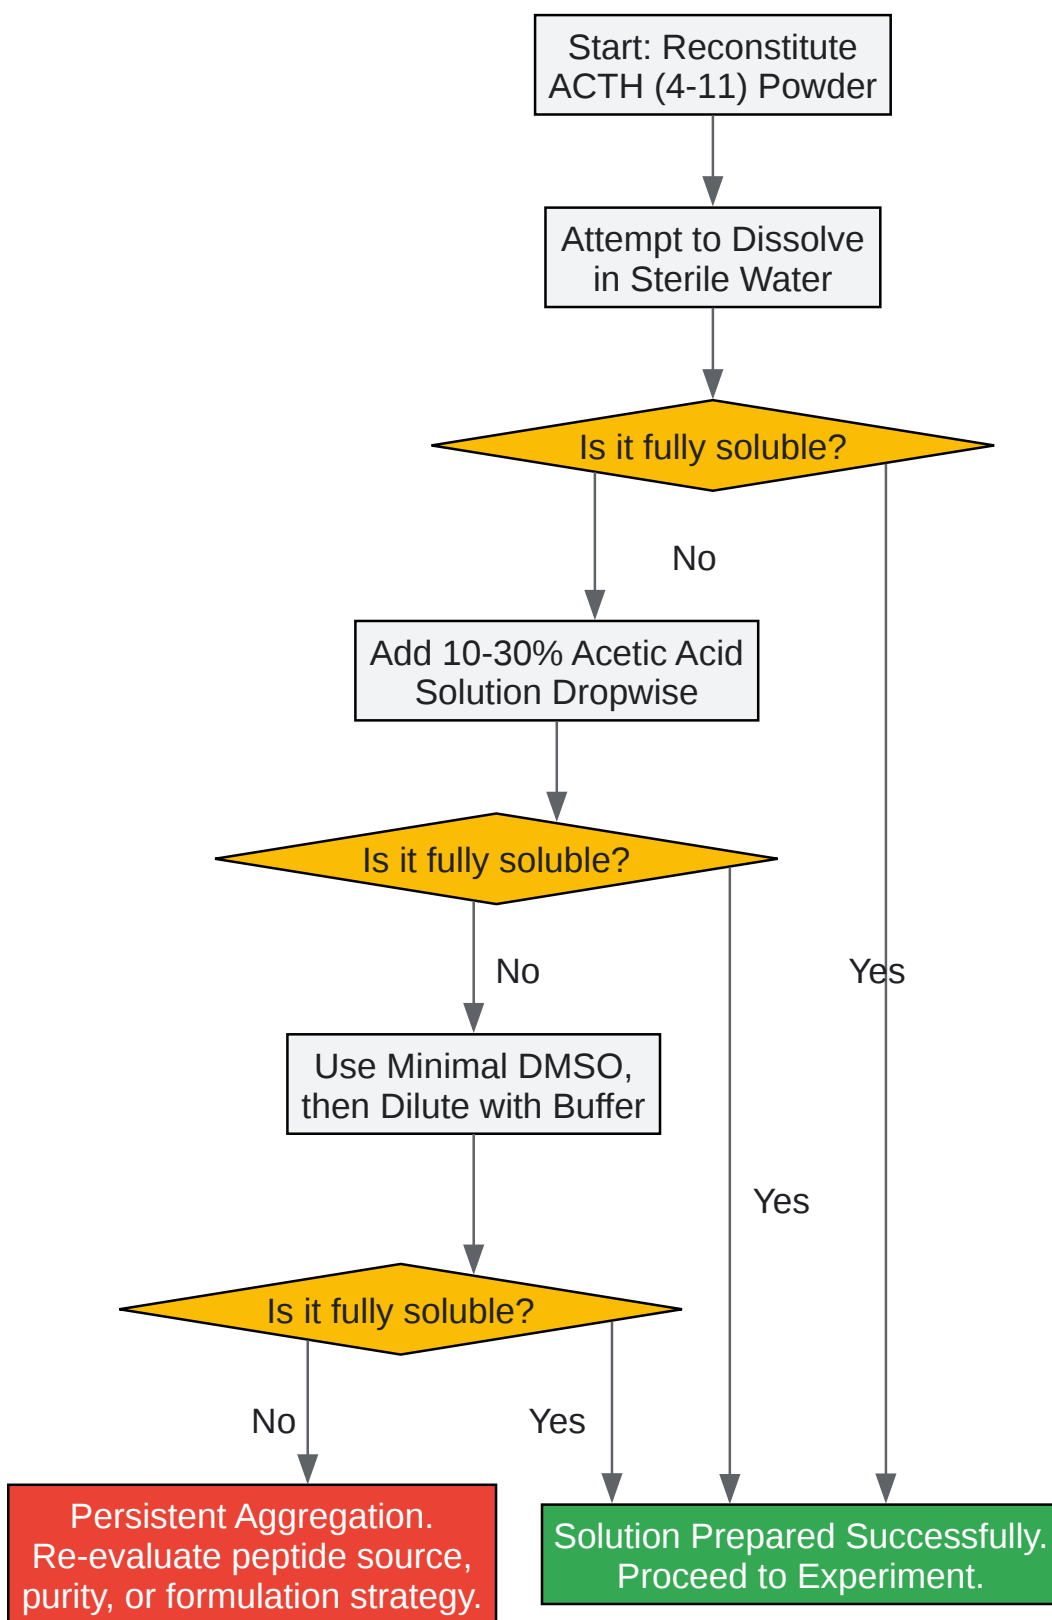 Start: Reconstitute
ACTH (4-11) Powder
Attempt to Dissolve
in Sterile Water
Is it fully soluble?
No
Add 10-30% Acetic Acid
Solution Dropwise
Is it fully soluble?
No
Yes
Use Minimal DMSO,
then Dilute with Buffer
Yes
Is it fully soluble?
No
Yes
Persistent Aggregation.
Re-evaluate peptide source,
purity, or formulation strategy.
Solution Prepared Successfully.
Proceed to Experiment.